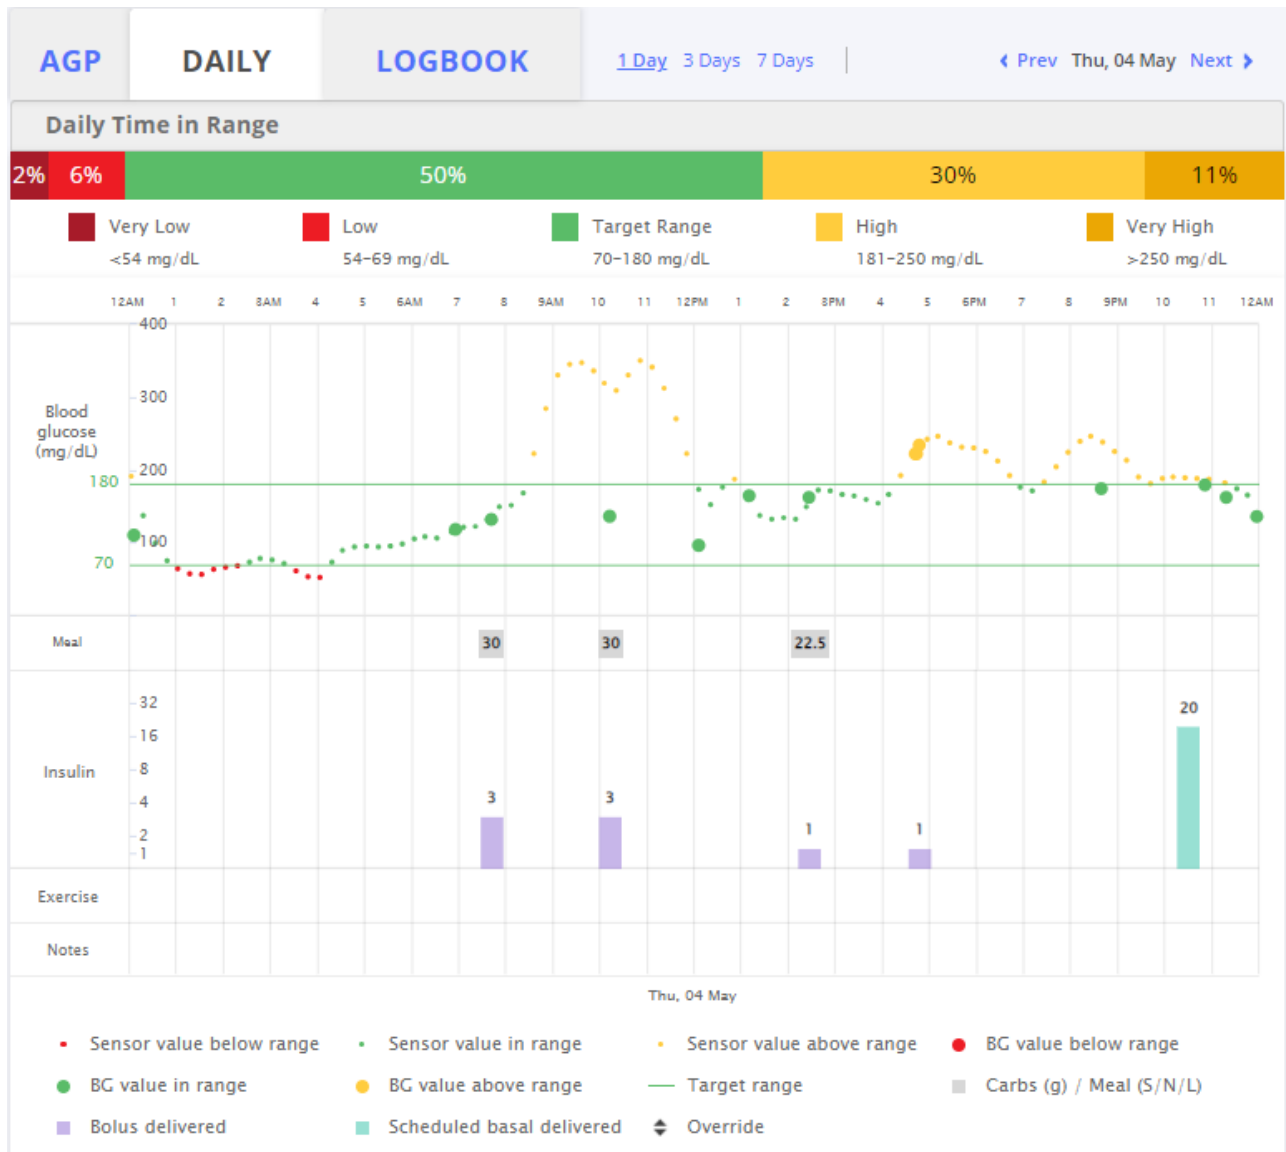 AGP DAILY LOGBOOK 1 Day 3 Days 7 Days Prev Thu, 04 May Next
Daily Time in Range
2% 6% 50% 30% 11%
Very Low Low Target Range High Very High
<54 mg/dL 54-69 mg/dL 70-180 mg/dL 181-250 mg/dL >250 mg/dL
12AM 1 2 3AM 4 5 6AM 7 8 9AM 10 11 12PM 1 2 3PM 4 5 6PM 7 8 9PM 10 11 12AM
400
300
Blood
glucose
(mg/dL)
200
180
100
70
Meal 30 30 22.5
32
20
16
Insulin
8
4
3 3
2
1 1
1
Exercise
Notes
Thu, 04 May
Sensor value below range Sensor value in range Sensor value above range BG value below range
BG value in range BG value above range Target range Carbs (g) / Meal (S/N/L)
Bolus delivered Scheduled basal delivered Override